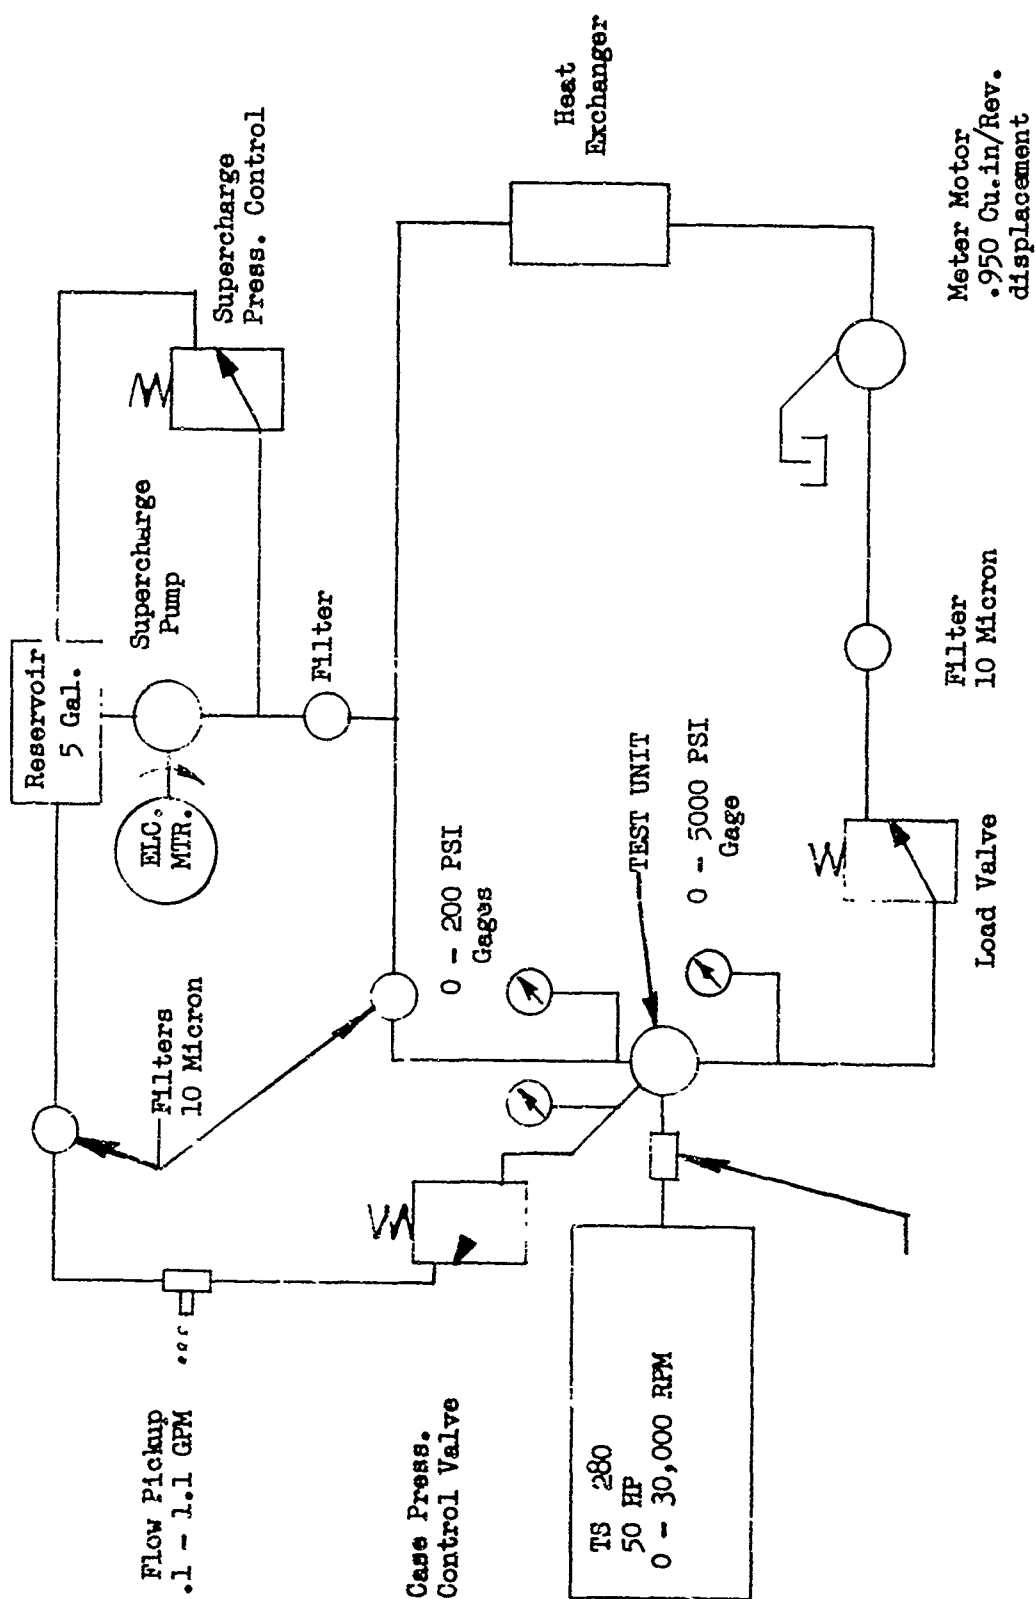 Reservoir
5 Gal.
Supercharge
Pump
Supercharge
Press. Control
ELC.
MTR.
Filter
Heat
Exchanger
Filters
10 Micron
Flow Pickup
.1 - 1.1 GPM
0 - 200 PSI
Gages
Case Press.
Control Valve
TEST UNIT
0 - 5000 PSI
Gage
TS 280
50 HP
0 - 30,000 RPM
Load Valve
Filter
10 Micron
Meter Motor
.950 Cu.in/Rev.
displacement